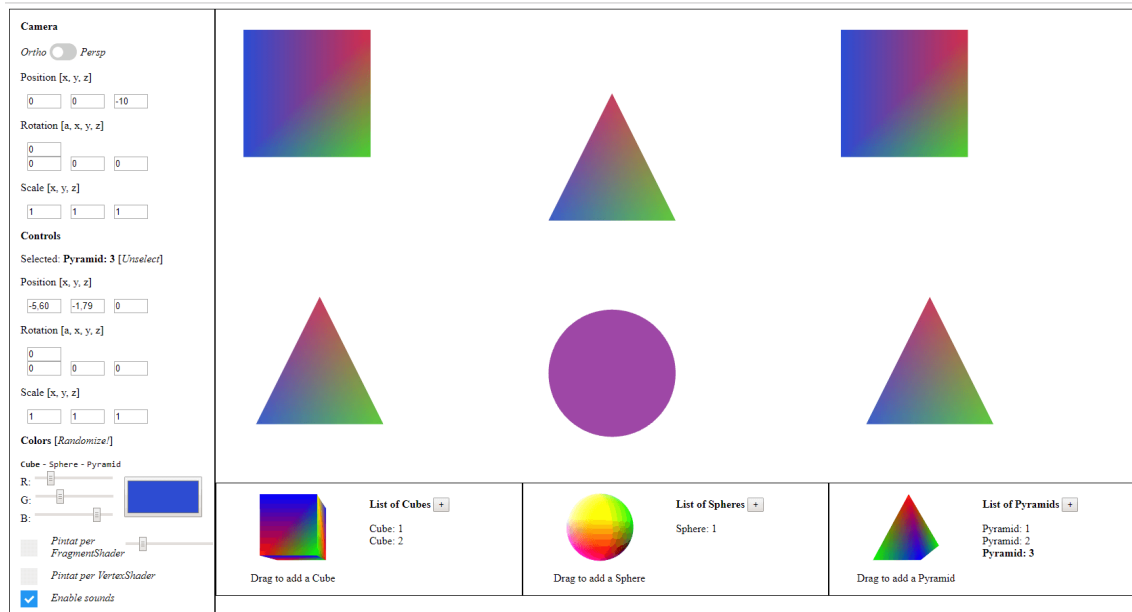 Camera
Ortho Persp
Position [x, y, z]
0 0 -10
Rotation [a, x, y, z]
0
0 0 0
Scale [x, y, z]
1 1 1
Controls
Selected: Pyramid: 3 [Unselect]
Position [x, y, z]
-5,60 -1,79 0
Rotation [a, x, y, z]
0
0 0 0
Scale [x, y, z]
1 1 1
Colors [Randomize!]
Cube - Sphere - Pyramid
R:
G:
B:
Pintat per
FragmentShader
Pintat per VertexShader
Enable sounds
List of Cubes +
Cube: 1
Cube: 2
Drag to add a Cube
List of Spheres +
Sphere: 1
Drag to add a Sphere
List of Pyramids +
Pyramid: 1
Pyramid: 2
Pyramid: 3
Drag to add a Pyramid